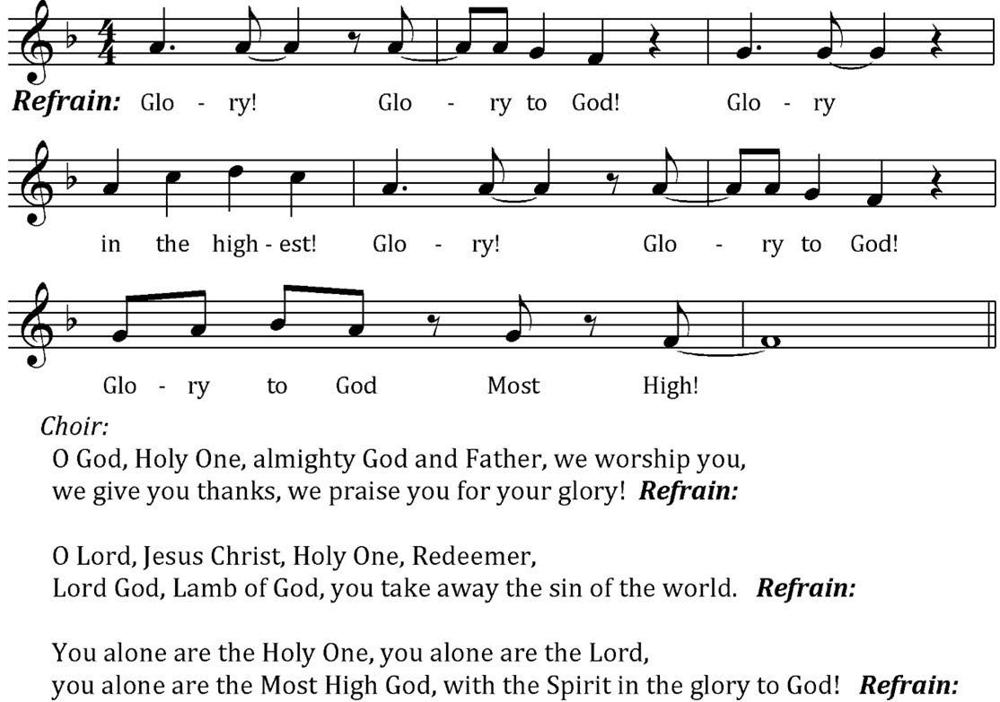 4 4
Refrain: Glo - ry! Glo - ry to God! Glo - ry
in the high - est! Glo - ry! Glo - ry to God!
Glo - ry to God Most High!
Choir:
O God, Holy One, almighty God and Father, we worship you,
we give you thanks, we praise you for your glory! Refrain:
O Lord, Jesus Christ, Holy One, Redeemer,
Lord God, Lamb of God, you take away the sin of the world. Refrain:
You alone are the Holy One, you alone are the Lord,
you alone are the Most High God, with the Spirit in the glory to God! Refrain: